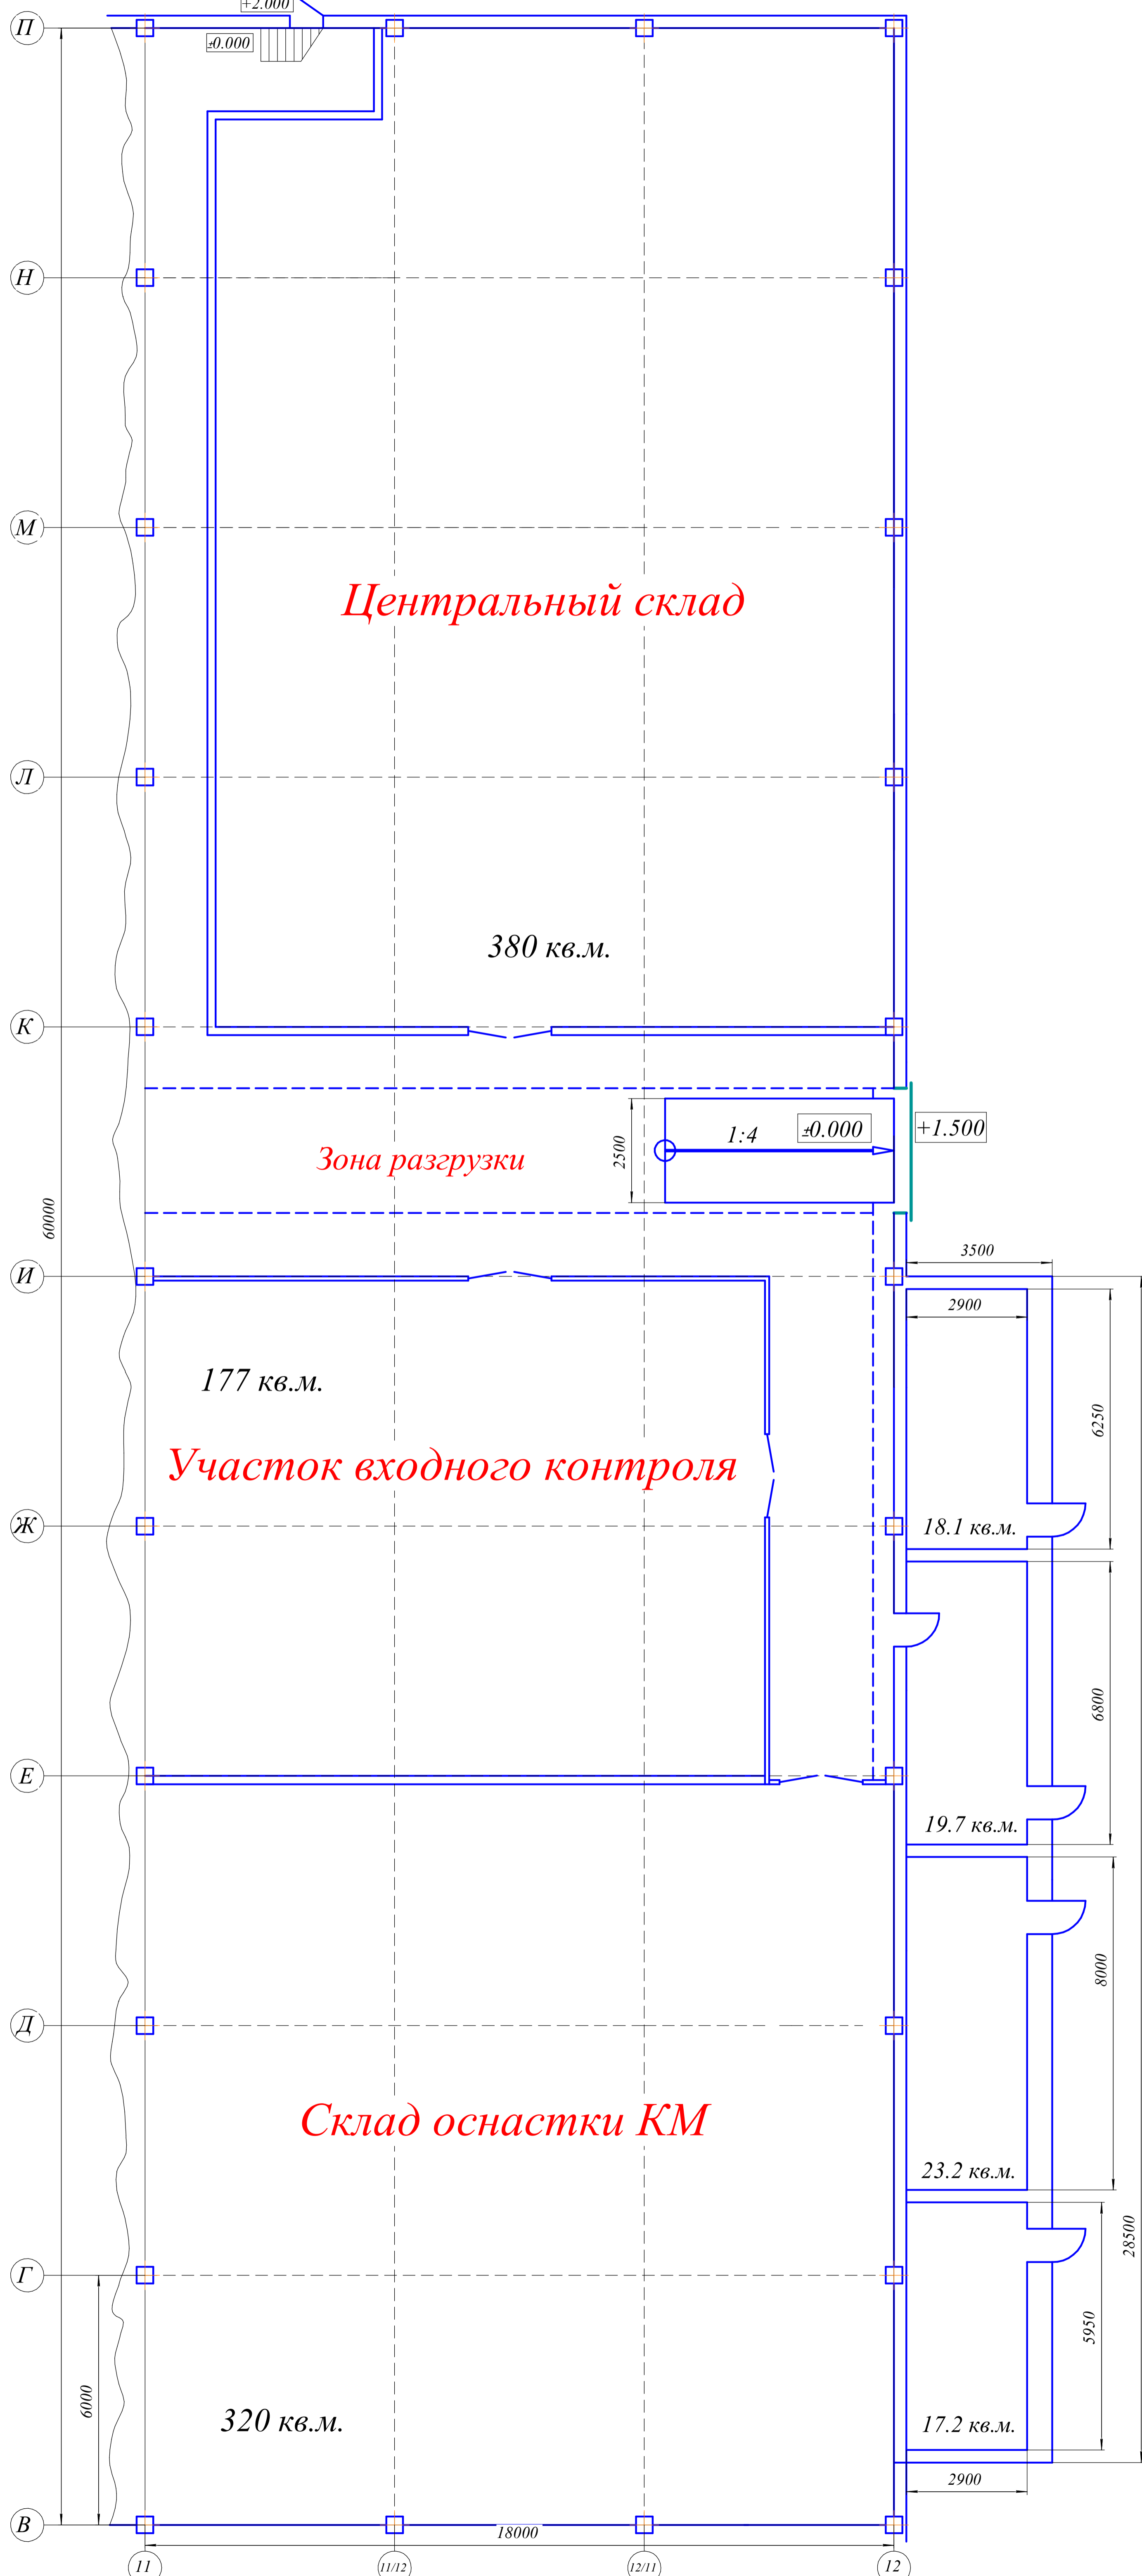 +2.000
П
±0.000
Н
М
Центральный склад
Л
380 кв.м.
К
1:4
±0.000
+1.500
2500
Зона разгрузки
60000
3500
И
2900
177 кв.м.
6250
Участок входного контроля
Ж
18.1 кв.м.
6800
Е
19.7 кв.м.
8000
Д
Склад оснастки КМ
23.2 кв.м.
28500
Г
5950
6000
320 кв.м.
17.2 кв.м.
2900
В
18000
11
11/12
12/11
12